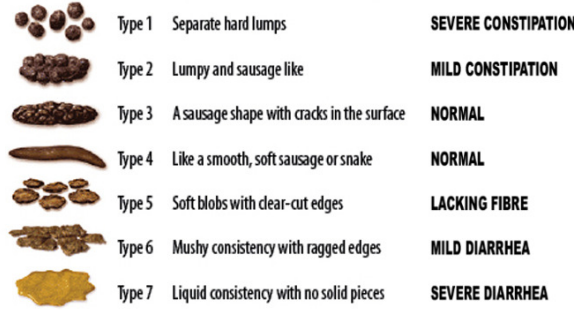 Type 1 Separate hard lumps SEVERE CONSTIPATION
Type 2 Lumpy and sausage like MILD CONSTIPATION
Type 3 A sausage shape with cracks in the surface NORMAL
Type 4 Like a smooth, soft sausage or snake NORMAL
Type 5 Soft blobs with clear-cut edges LACKING FIBRE
Type 6 Mushy consistency with ragged edges MILD DIARRHEA
Type 7 Liquid consistency with no solid pieces SEVERE DIARRHEA